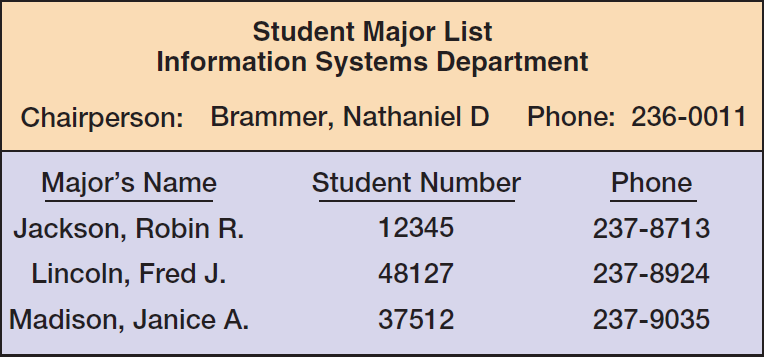 Student Major List
Information Systems Department
Chairperson: Brammer, Nathaniel D Phone: 236-0011
Major’s Name Student Number Phone
Jackson, Robin R. 12345 237-8713
Lincoln, Fred J. 48127 237-8924
Madison, Janice A. 37512 237-9035